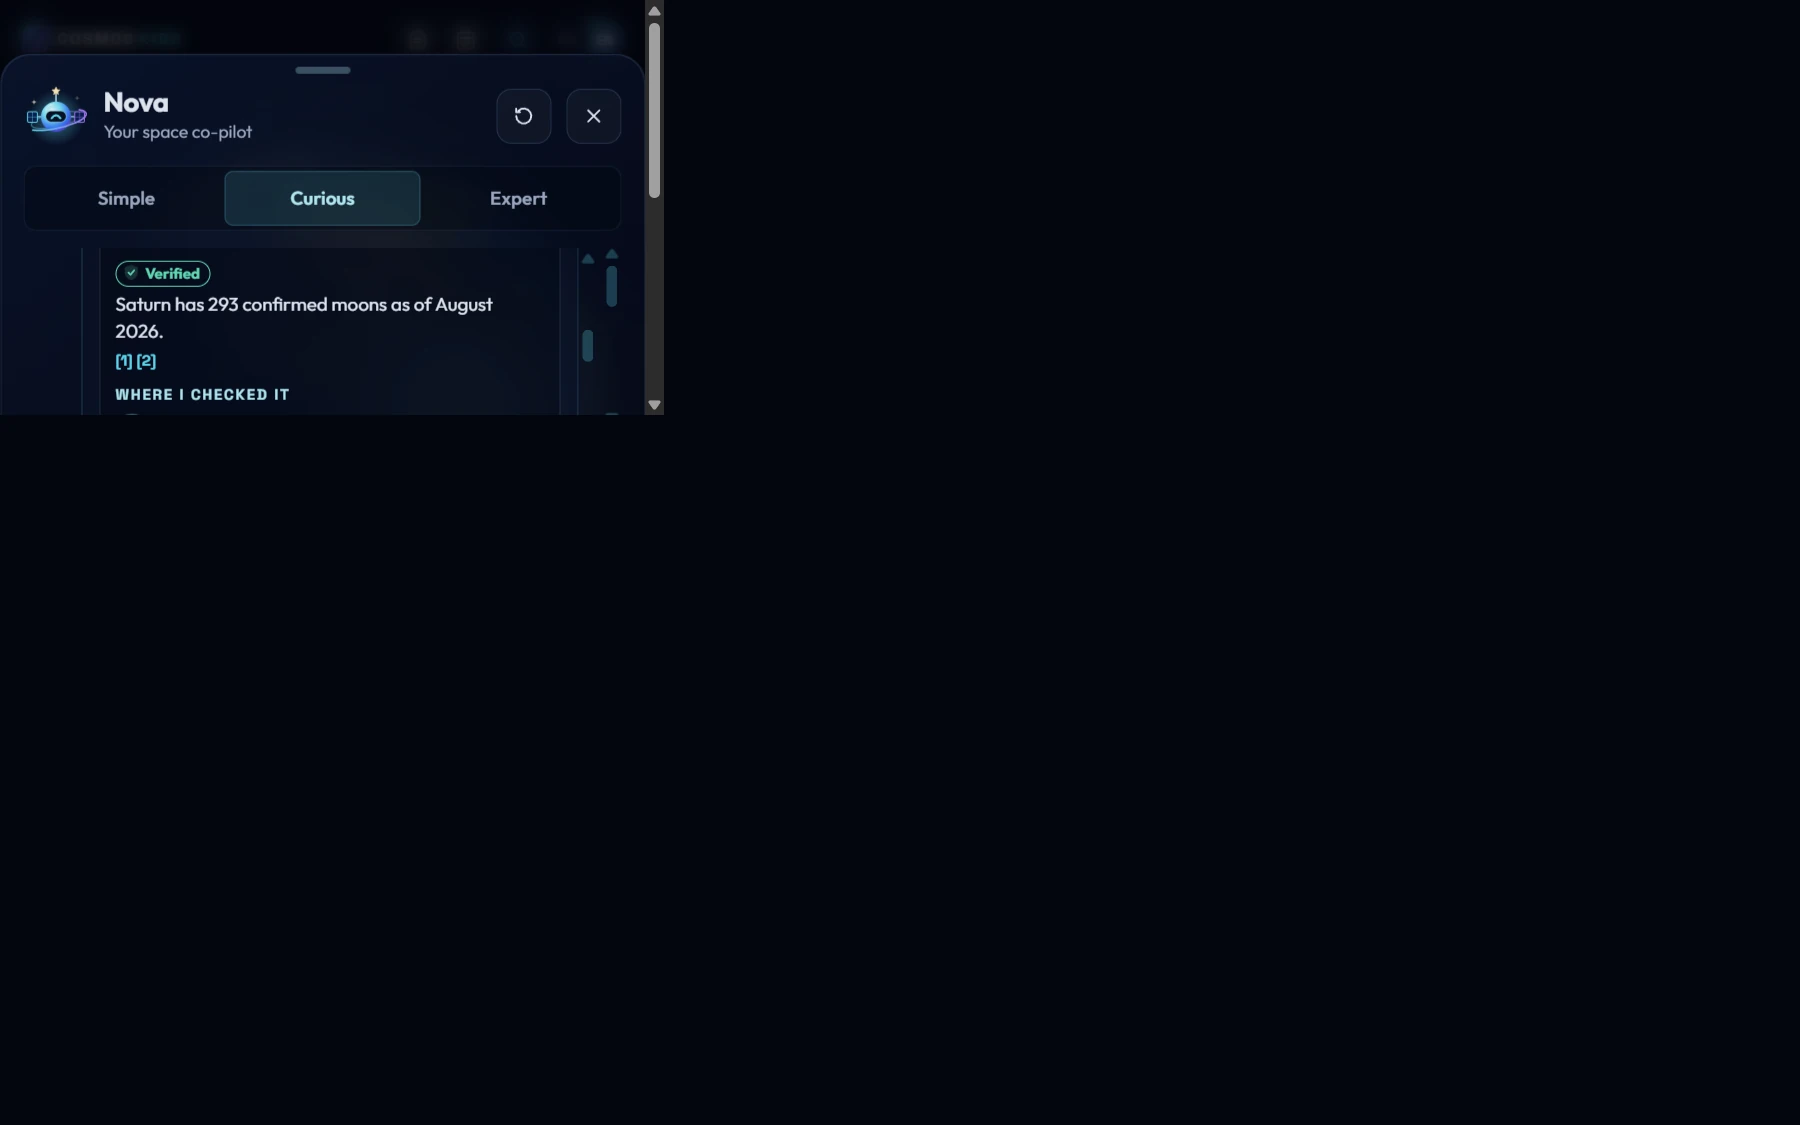 Nova
Your space co-pilot
Simple
Curious
Expert
Verified
Saturn has 293 confirmed moons as of August
2026.
[1] [2]
WHERE I CHECKED IT